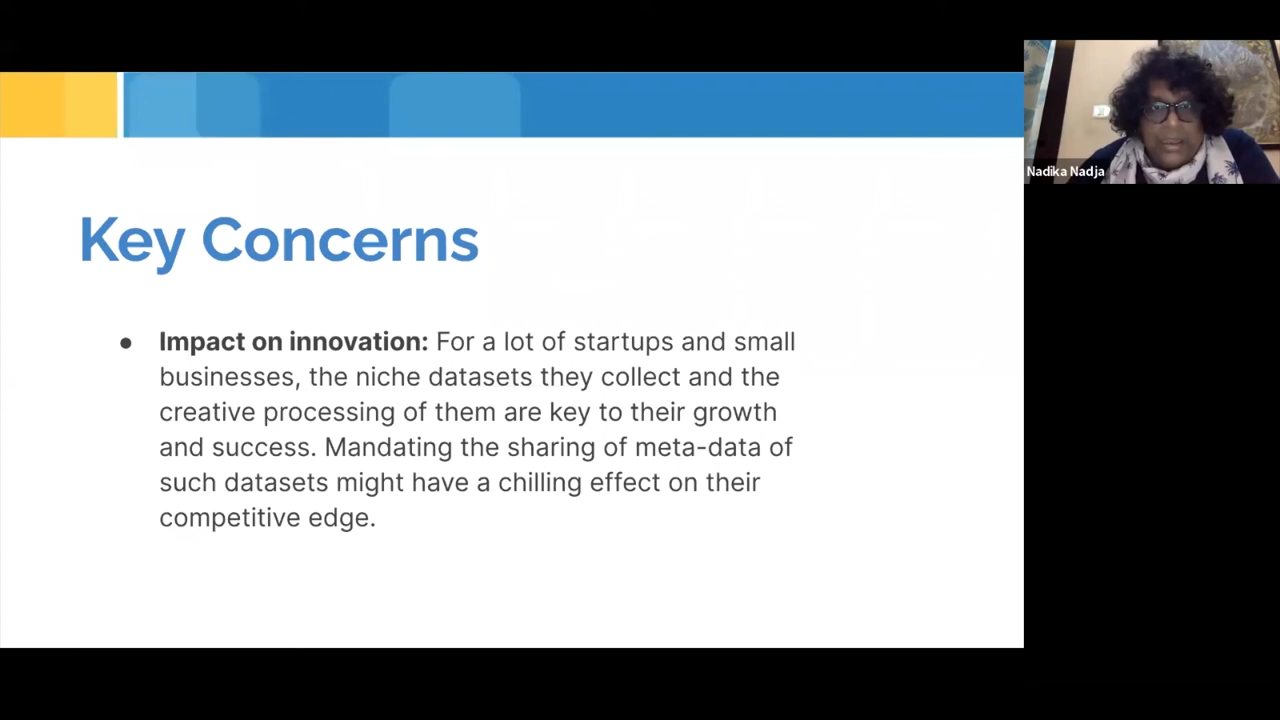 Key Concerns
● Impact on innovation: For a lot of startups and small
businesses, the niche datasets they collect and the
creative processing of them are key to their growth
and success. Mandating the sharing of meta-data of
such datasets might have a chilling effect on their
competitive edge.
Nadika Nadja